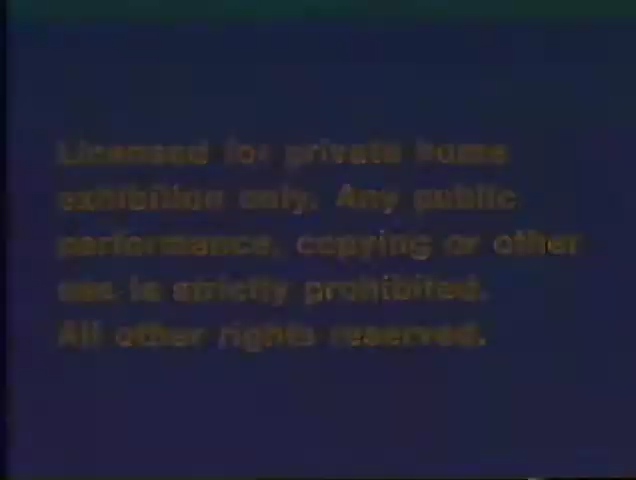 Licensed for private home
exhibition only. Any public
performance, copying or other
use is strictly prohibited.
All other rights reserved.